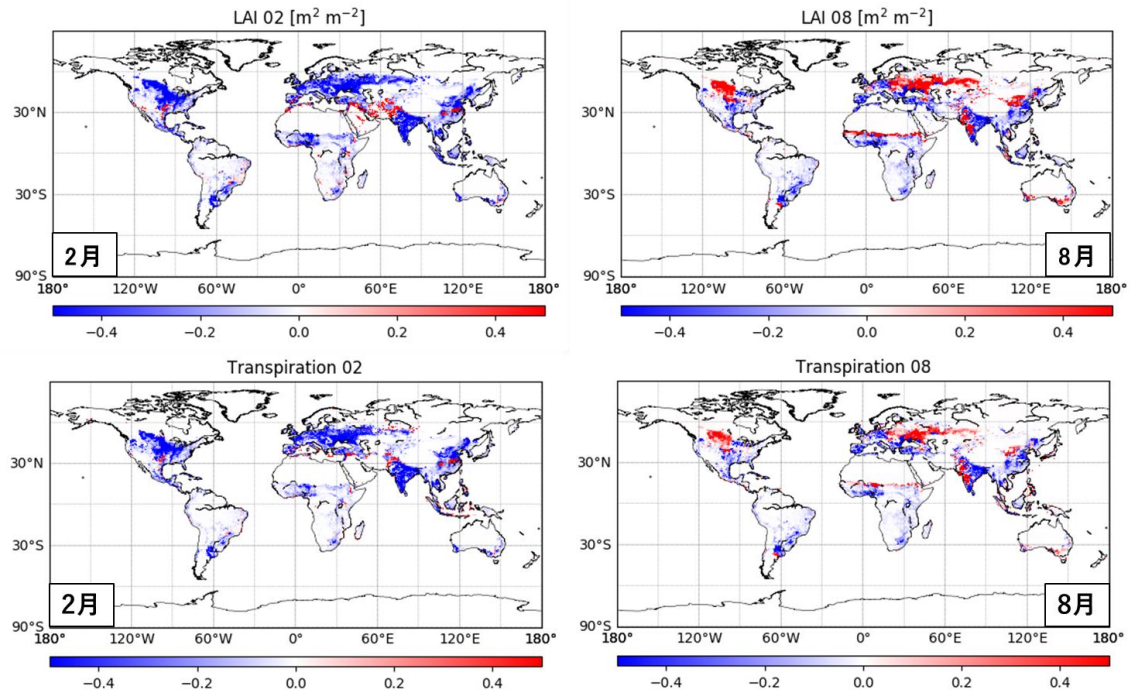 LAI 02 [m² m⁻²]
30°N
30°S
90°S
2月
180° 120°W 60°W 0° 60°E 120°E 180°
−0.4 −0.2 0.0 0.2 0.4
LAI 08 [m² m⁻²]
30°N
30°S
90°S
8月
180° 120°W 60°W 0° 60°E 120°E 180°
−0.4 −0.2 0.0 0.2 0.4
Transpiration 02
30°N
30°S
90°S
2月
180° 120°W 60°W 0° 60°E 120°E 180°
−0.4 −0.2 0.0 0.2 0.4
Transpiration 08
30°N
30°S
90°S
8月
180° 120°W 60°W 0° 60°E 120°E 180°
−0.4 −0.2 0.0 0.2 0.4